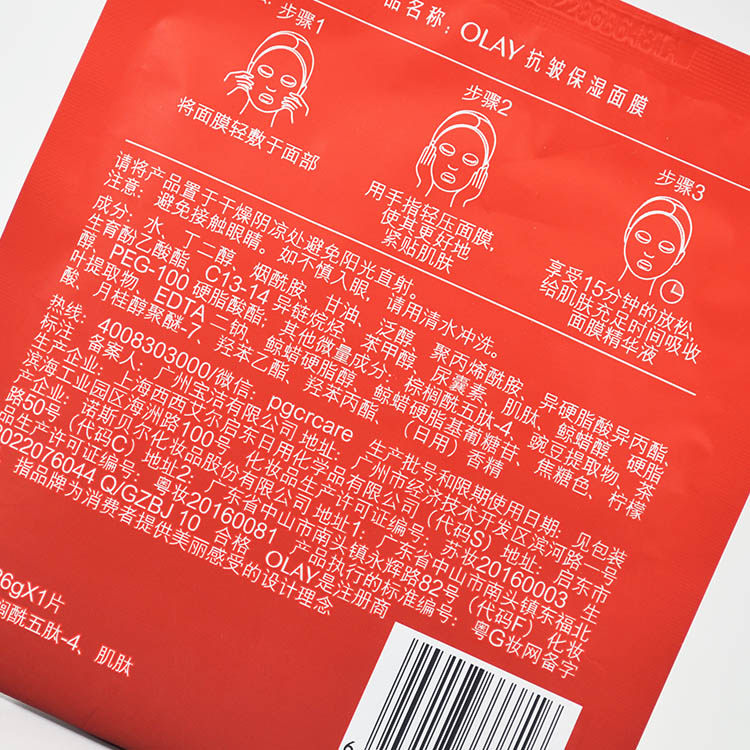 步骤1
品名称：OLAY抗皱保湿面膜
将面膜轻敷于面部
步骤2
用手指轻压面膜，
使其更好地
紧贴肌肤
步骤3
享受15分钟的放松，
给肌肤充足时间吸收
面膜精华液
请将产品置于干燥阴凉处避免阳光直射。
注意：避免接触眼睛。如不慎入眼，请用清水冲洗。
成分：水、丁二醇、烟酰胺、甘油、泛醇、聚丙烯酰胺、异硬脂酸异丙酯、
生育酚乙酸酯、C13-14 异链烷烃、苯甲醇、尿囊素、肌肽、鲸蜡醇、硬脂
醇、PEG-100 硬脂酸酯；其他微量成分：棕榈酰五肽-4、豌豆提取物、茶
叶提取物、EDTA 二钠、鲸蜡硬脂醇、鲸蜡硬脂基葡糖苷、焦糖色、柠檬
酸、月桂醇聚醚-7、羟苯乙酯、羟苯丙酯、（日用）香精
热线：4008303000/微信：pgcrcare 生产批号和限期使用日期：见包装
标注 备案人：广州宝洁有限公司 地址：广州市经济技术开发区滨河路一号
生产企业：上海西西艾尔启东日用化学品有限公司（代码S）地址：启东市
滨海工业园区海洲路100号 化妆品生产许可证编号：苏妆20160003 生
产企业：诺斯贝尔化妆品股份有限公司 地址1：广东省中山市南头镇东福北
路50号（代码C）地址2：广东省中山市南头镇永辉路82号（代码F）化妆
品生产许可证编号：粤妆20160081 产品执行的标准编号：粤G妆网备字
2022076044 Q/GZBJ 10 合格 OLAY是注册商
，指品牌为消费者提供美丽感受的设计理念
26gX1片
酰五肽-4、肌肽
6